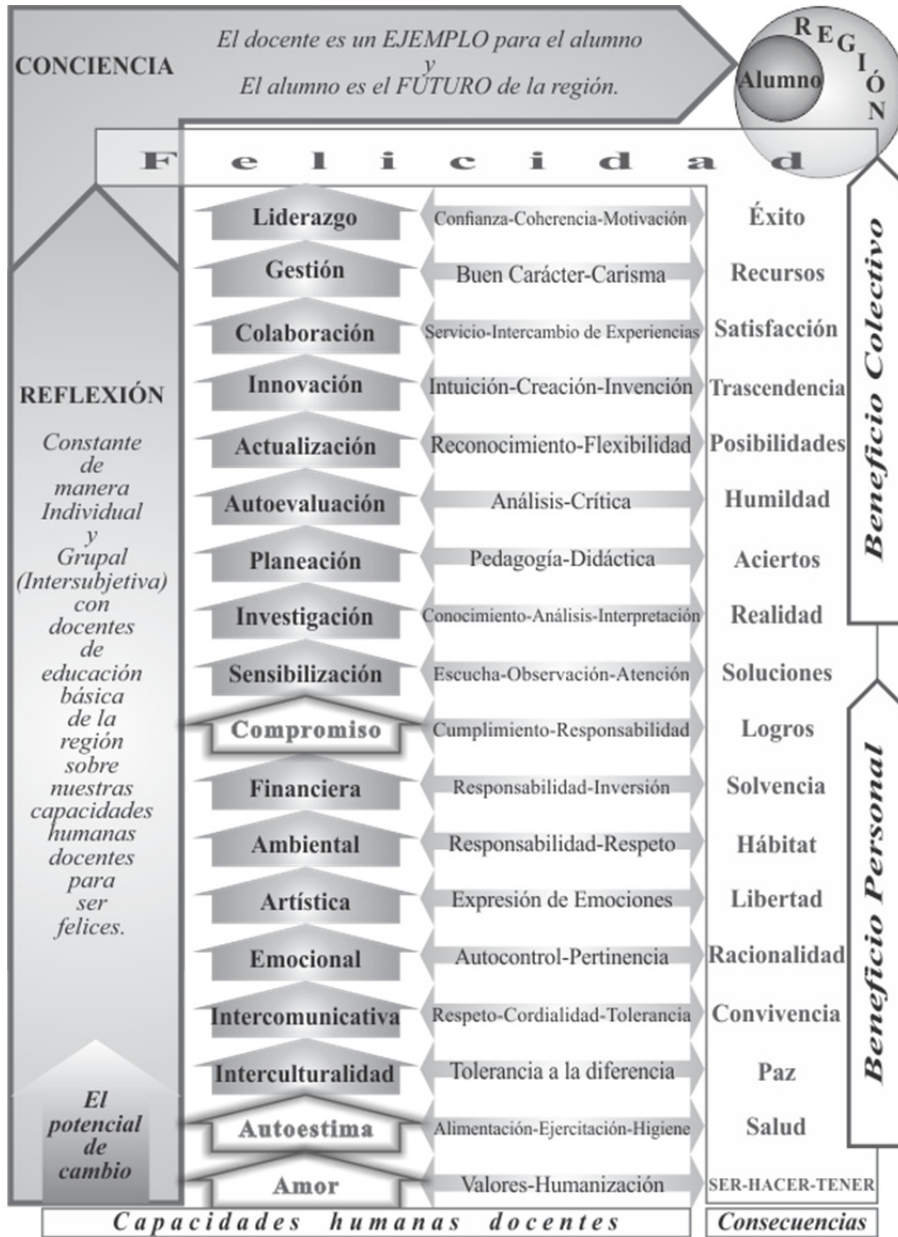 CONCIENCIA
El docente es un EJEMPLO para el alumno
y
El alumno es el FUTURO de la región.
REGIÓN
Alumno
Felicidad
Liderazgo Confianza-Coherencia-Motivación Éxito
Gestión Buen Carácter-Carisma Recursos
Colaboración Servicio-Intercambio de Experiencias Satisfacción
Innovación Intuición-Creación-Invención Trascendencia
Actualización Reconocimiento-Flexibilidad Posibilidades
Autoevaluación Análisis-Crítica Humildad
Planeación Pedagogía-Didáctica Aciertos
Investigación Conocimiento-Análisis-Interpretación Realidad
Sensibilización Escucha-Observación-Atención Soluciones
Compromiso Cumplimiento-Responsabilidad Logros
Financiera Responsabilidad-Inversión Solvencia
Ambiental Responsabilidad-Respeto Hábitat
Artística Expresión de Emociones Libertad
Emocional Autocontrol-Pertinencia Racionalidad
Intercomunicativa Respeto-Cordialidad-Tolerancia Convivencia
Interculturalidad Tolerancia a la diferencia Paz
Autoestima Alimentación-Ejercitación-Higiene Salud
Amor Valores-Humanización SER-HACER-TENER
REFLEXIÓN
Constante
de
manera
Individual
y
Grupal
(Intersubjetiva)
con
docentes
de
educación
básica
de la
región
sobre
nuestras
capacidades
humanas
docentes
para
ser
felices.
El
potencial
de
cambio
Beneficio Colectivo
Beneficio Personal
Capacidades humanas docentes
Consecuencias